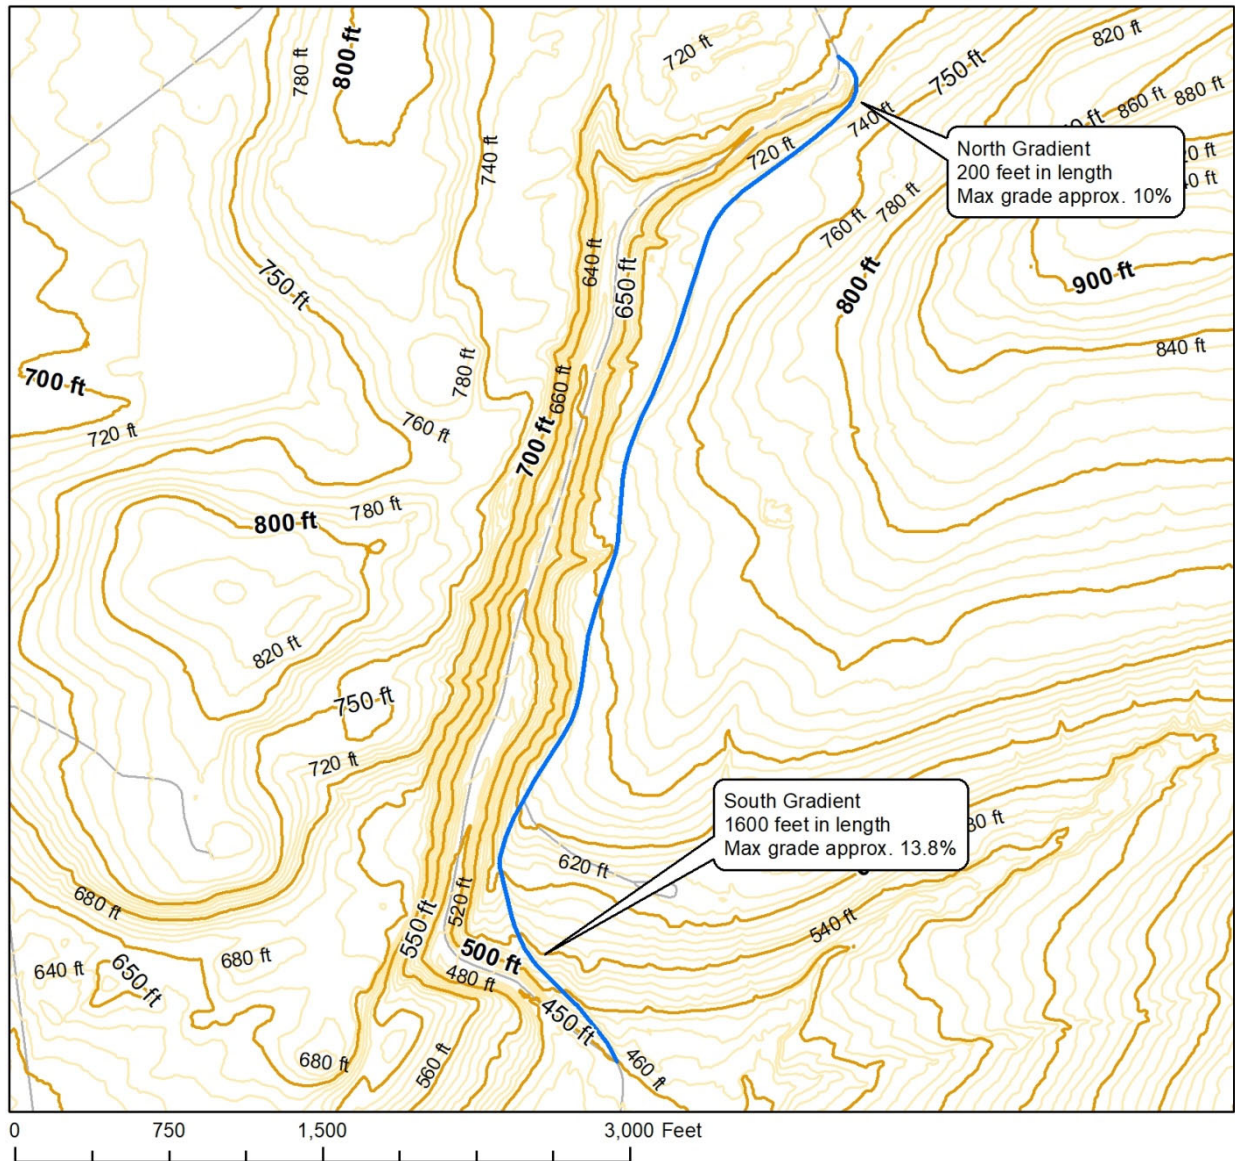 720 ft
820 ft
800 ft
780 ft
750 ft
860 ft
880 ft
740 ft
North Gradient
200 feet in length
Max grade approx. 10%
740 ft
720 ft
780 ft
760 ft
640 ft
650 ft
750 ft
800 ft
900 ft
840 ft
700 ft
780 ft
660 ft
720 ft
760 ft
700 ft
780 ft
800 ft
820 ft
750 ft
720 ft
South Gradient
1600 feet in length
Max grade approx. 13.8%
620 ft
680 ft
520 ft
550 ft
540 ft
500 ft
680 ft
640 ft
650 ft
480 ft
450 ft
680 ft
560 ft
460 ft
0 750 1,500 3,000 Feet